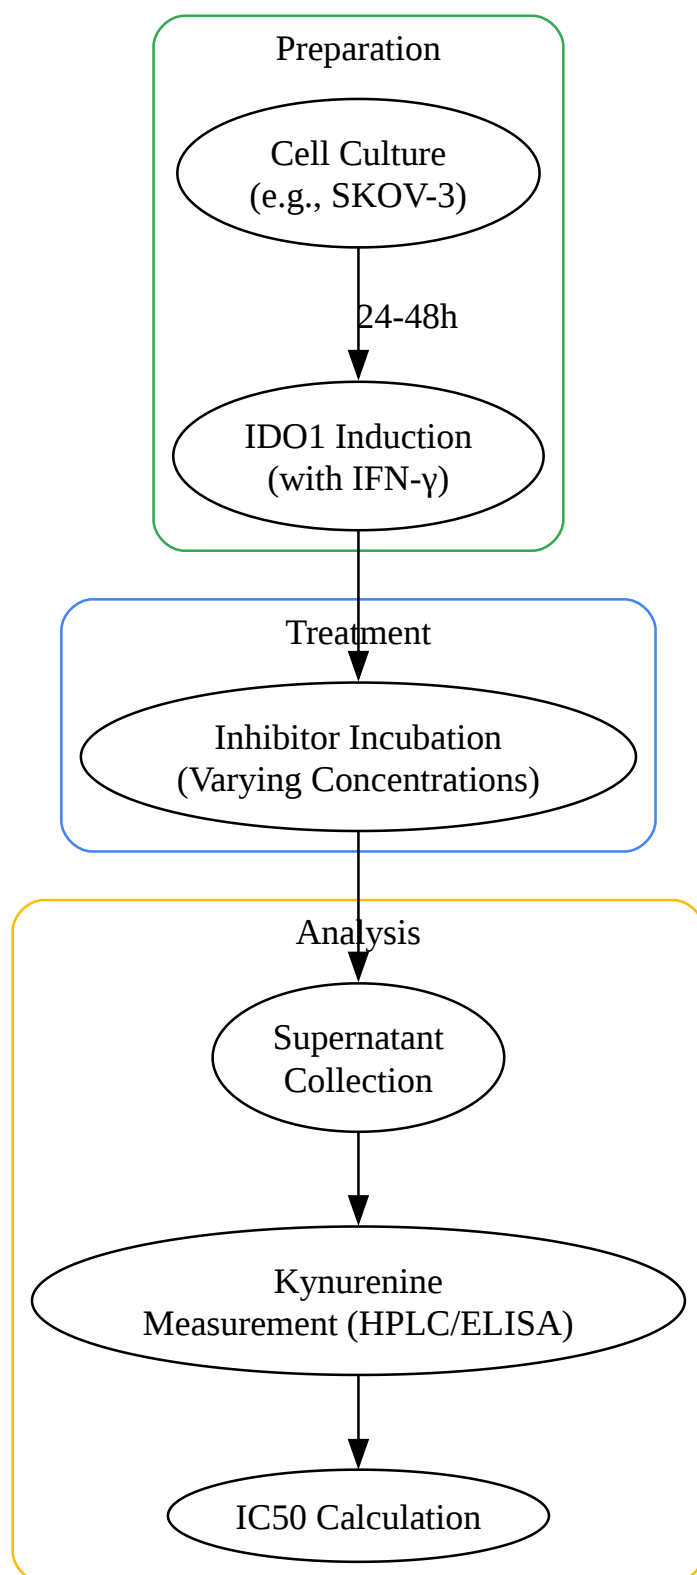 Preparation
Cell Culture
(e.g., SKOV-3)
24-48h
IDO1 Induction
(with IFN-γ)
Treatment
Inhibitor Incubation
(Varying Concentrations)
Analysis
Supernatant
Collection
Kynurenine
Measurement (HPLC/ELISA)
IC50 Calculation